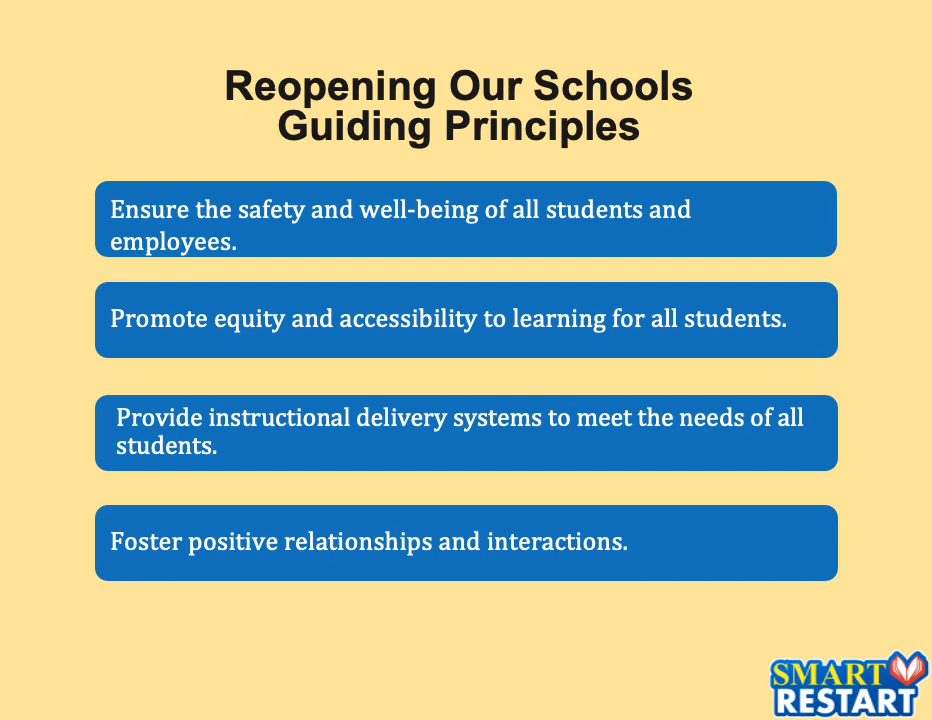 Reopening Our Schools
Guiding Principles
Ensure the safety and well-being of all students and
employees.
Promote equity and accessibility to learning for all students.
Provide instructional delivery systems to meet the needs of all
students.
Foster positive relationships and interactions.
SMART
RESTART